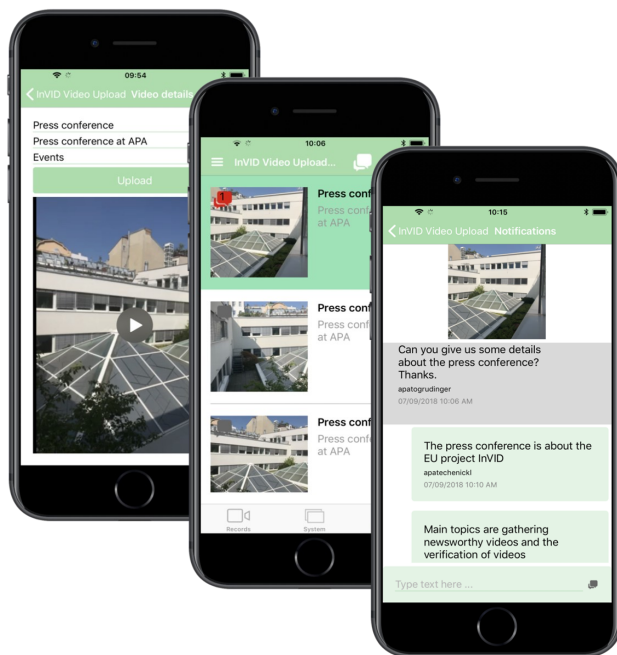 09:54
InVID Video Upload Video details
Press conference
Press conference at APA
Events
Upload
10:06
InVID Video Upload...
1
Press conf
Press conf
at APA
Press conf
Press conf
at APA
Press conf
Press conf
at APA
Records
System
10:15
InVID Video Upload Notifications
Can you give us some details
about the press conference?
Thanks.
apatogrudinger
07/09/2018 10:06 AM
The press conference is about the
EU project InVID
apatechenickl
07/09/2018 10:10 AM
Main topics are gathering
newsworthy videos and the
verification of videos
Type text here ...